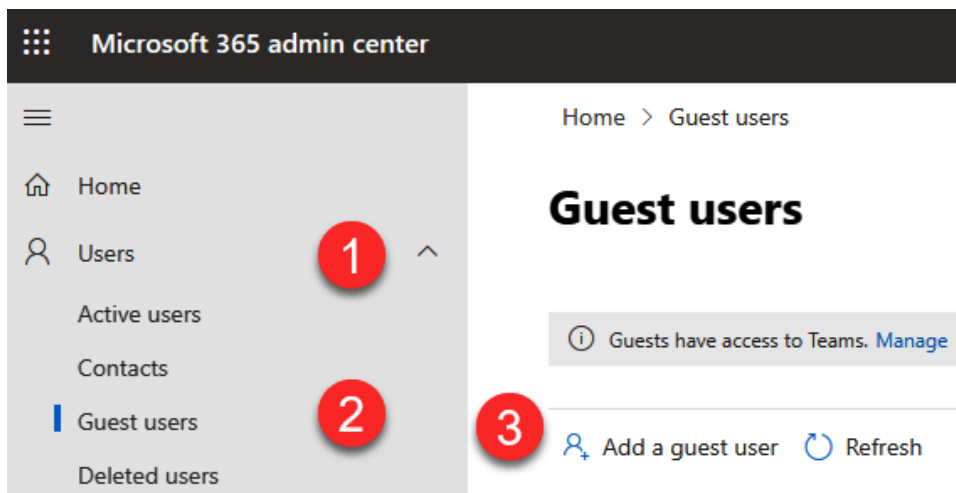 Microsoft 365 admin center
Home > Guest users
Home
Guest users
Users
1
Active users
Guests have access to Teams. Manage
Contacts
Guest users
2
3
Add a guest user
Refresh
Deleted users